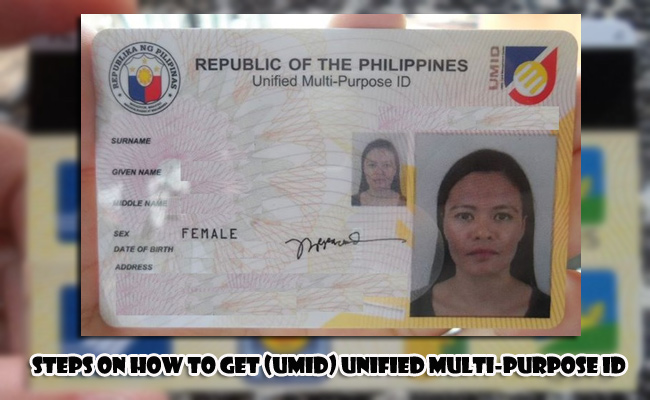 REPUBLIKA NG PILIPINAS
REPUBLIC OF THE PHILIPPINES
Unified Multi-Purpose ID
UMID
SURNAME
GIVEN NAME
MIDDLE NAME
SEX FEMALE
DATE OF BIRTH
ADDRESS
STEPS ON HOW TO GET (UMID) UNIFIED MULTI-PURPOSE ID